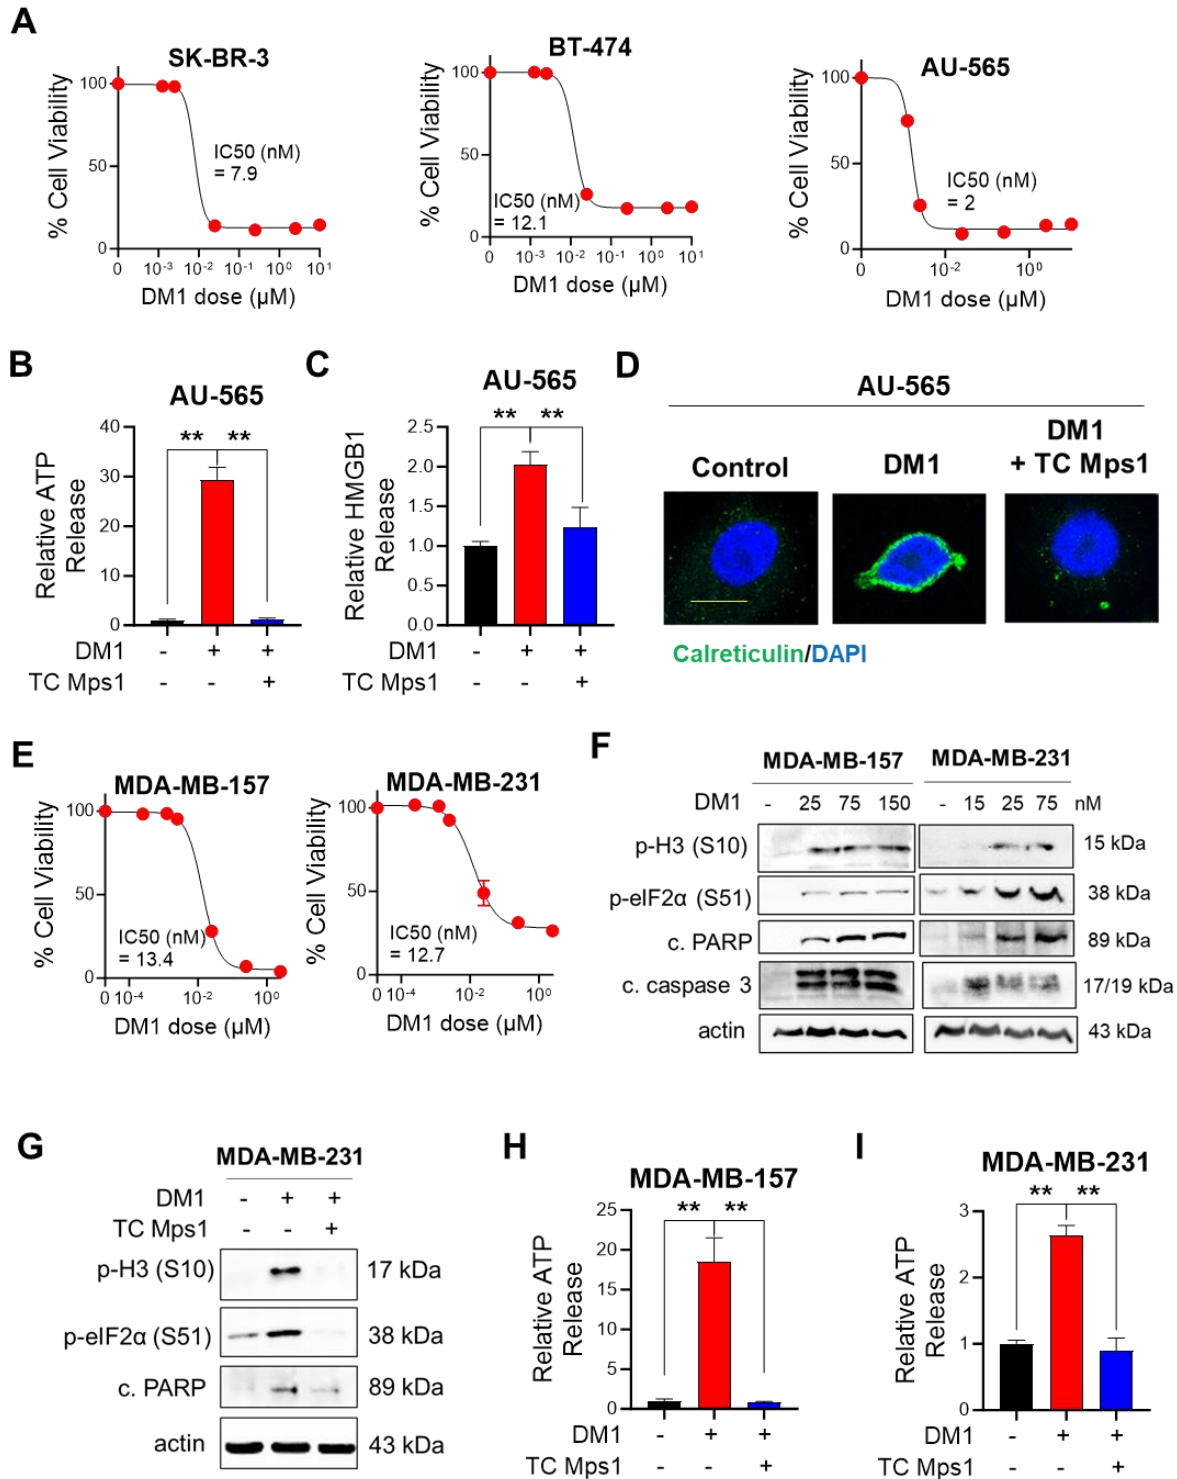 A
SK-BR-3
% Cell Viability
100
50
0
IC50 (nM)
= 7.9
0 10-3 10-2 10-1 100 101
DM1 dose (µM)
BT-474
% Cell Viability
100
50
0
IC50 (nM)
= 12.1
0 10-3 10-2 10-1 100 101
DM1 dose (µM)
AU-565
% Cell Viability
100
50
0
IC50 (nM)
= 2
0 10-2 100
DM1 dose (µM)
B
AU-565
Relative ATP
Release
40
30
20
10
0
** **
DM1 - + +
TC Mps1 - - +
C
AU-565
Relative HMGB1
Release
2.5
2.0
1.5
1.0
0.5
0.0
** **
DM1 - + +
TC Mps1 - - +
D
AU-565
Control
DM1
DM1
+ TC Mps1
Calreticulin/DAPI
E
MDA-MB-157
% Cell Viability
100
50
0
IC50 (nM)
= 13.4
0 10-4 10-2 100
DM1 dose (µM)
MDA-MB-231
% Cell Viability
100
50
0
IC50 (nM)
= 12.7
0 10-4 10-2 100
DM1 dose (µM)
F
MDA-MB-157 MDA-MB-231
DM1 - 25 75 150 - 15 25 75 nM
p-H3 (S10) 15 kDa
p-eIF2α (S51) 38 kDa
c. PARP 89 kDa
c. caspase 3 17/19 kDa
actin 43 kDa
G
MDA-MB-231
DM1 - + +
TC Mps1 - - +
p-H3 (S10) 17 kDa
p-eIF2α (S51) 38 kDa
c. PARP 89 kDa
actin 43 kDa
H
MDA-MB-157
Relative ATP
Release
25
20
15
10
5
0
** **
DM1 - + +
TC Mps1 - - +
I
MDA-MB-231
Relative ATP
Release
3
2
1
0
** **
DM1 - + +
TC Mps1 - - +